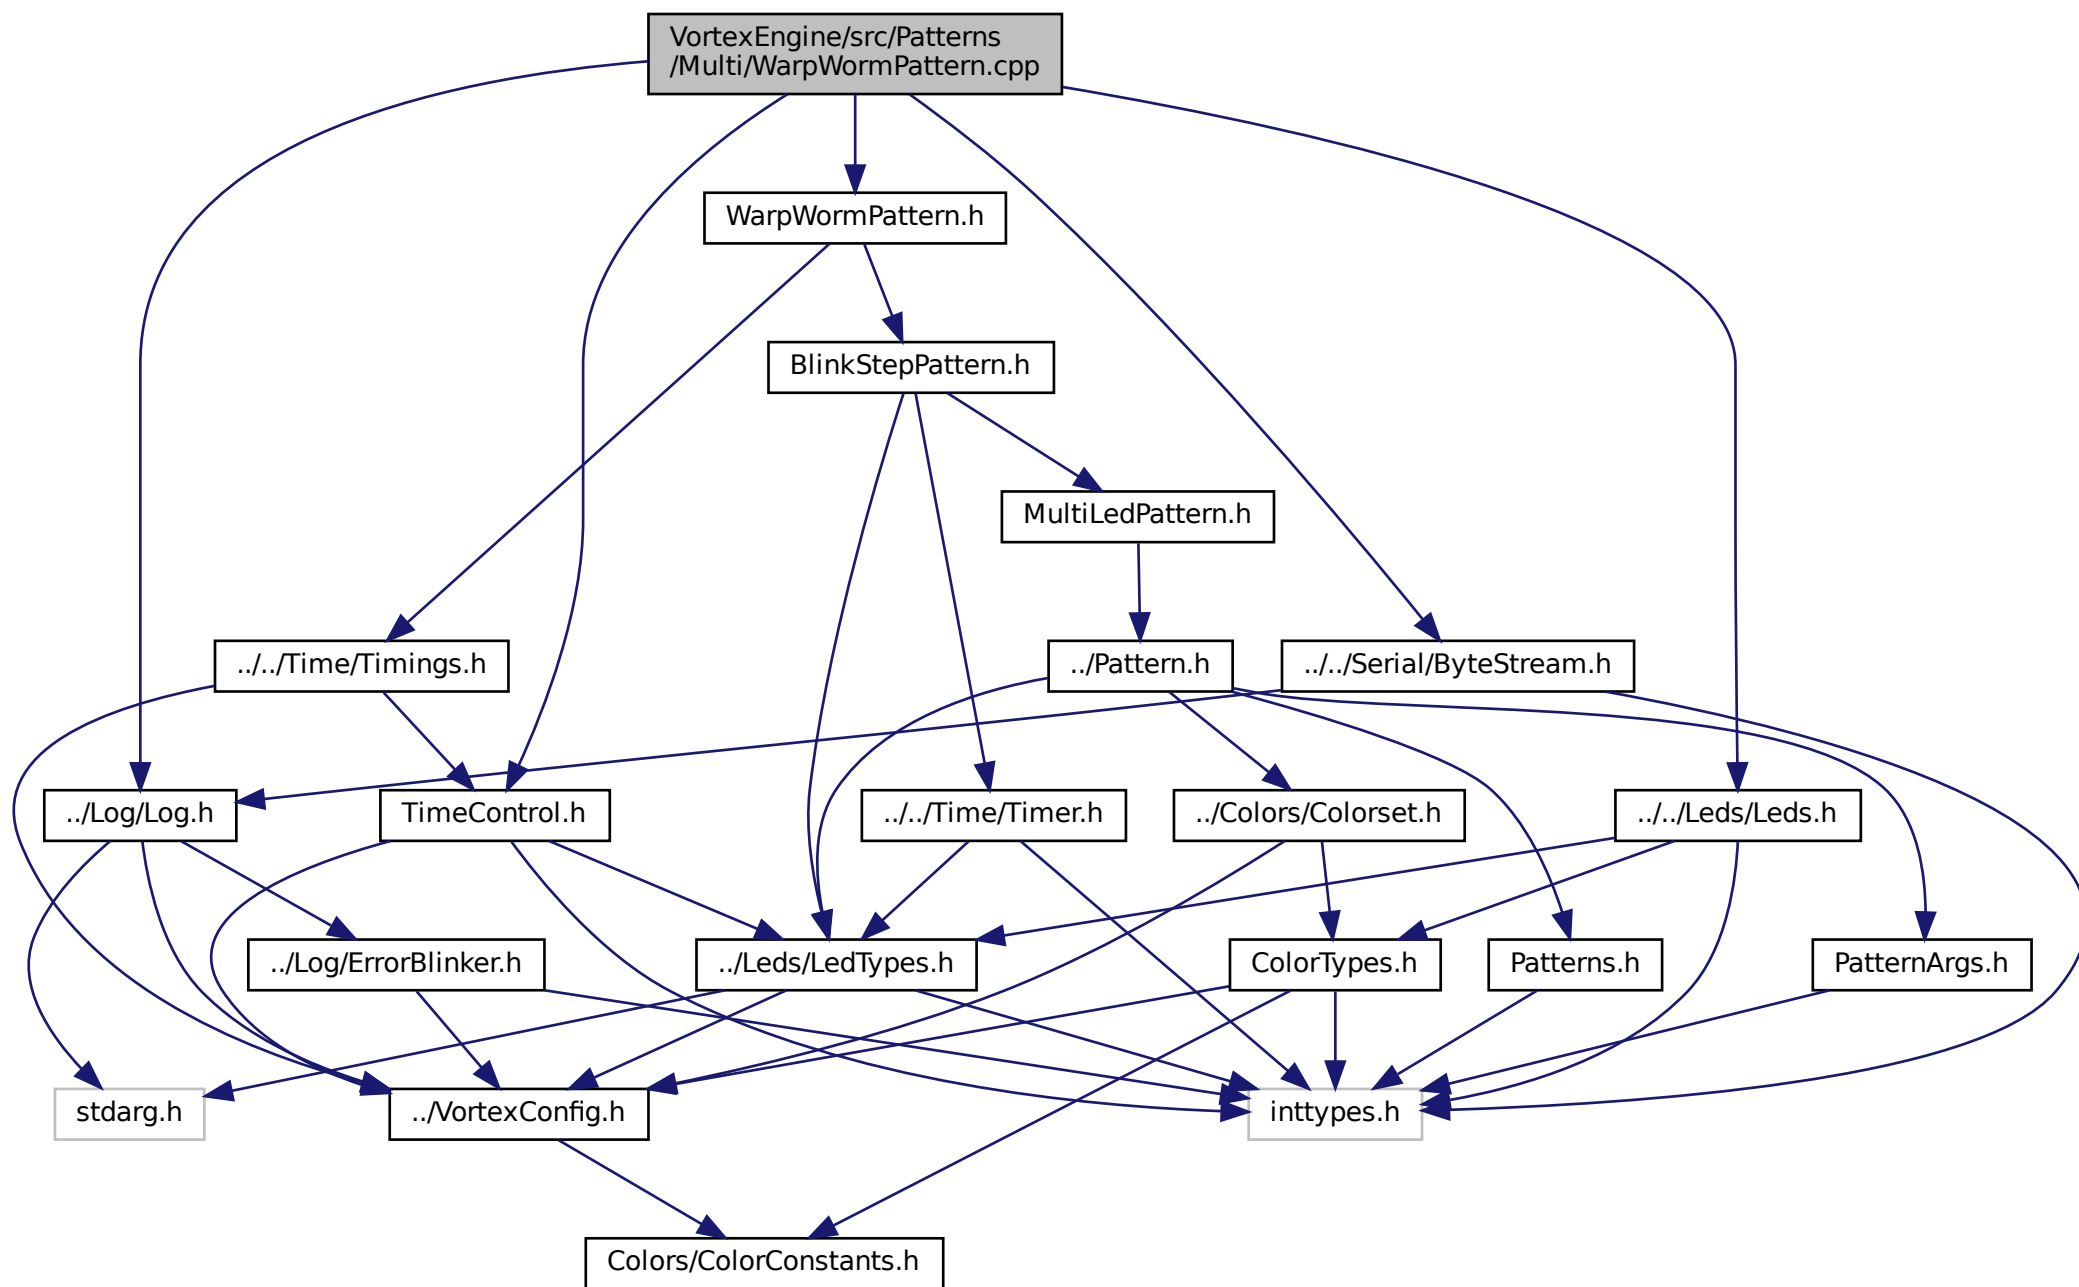 VortexEngine/src/Patterns
/Multi/WarpWormPattern.cpp
WarpWormPattern.h
BlinkStepPattern.h
MultiLedPattern.h
../../Time/Timings.h
../Pattern.h
../../Serial/ByteStream.h
../Log/Log.h
TimeControl.h
../../Time/Timer.h
../Colors/Colorset.h
../../Leds/Leds.h
../Log/ErrorBlinker.h
../Leds/LedTypes.h
ColorTypes.h
Patterns.h
PatternArgs.h
stdarg.h
../VortexConfig.h
inttypes.h
Colors/ColorConstants.h